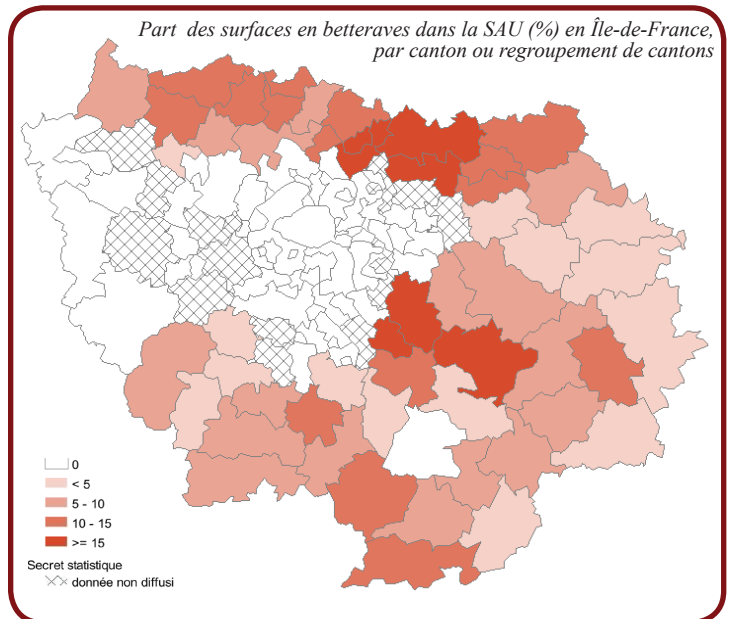 Part des surfaces en betteraves dans la SAU (%) en Île-de-France,
par canton ou regroupement de cantons
0
< 5
5 - 10
10 - 15
>= 15
Secret statistique
donnée non diffusi